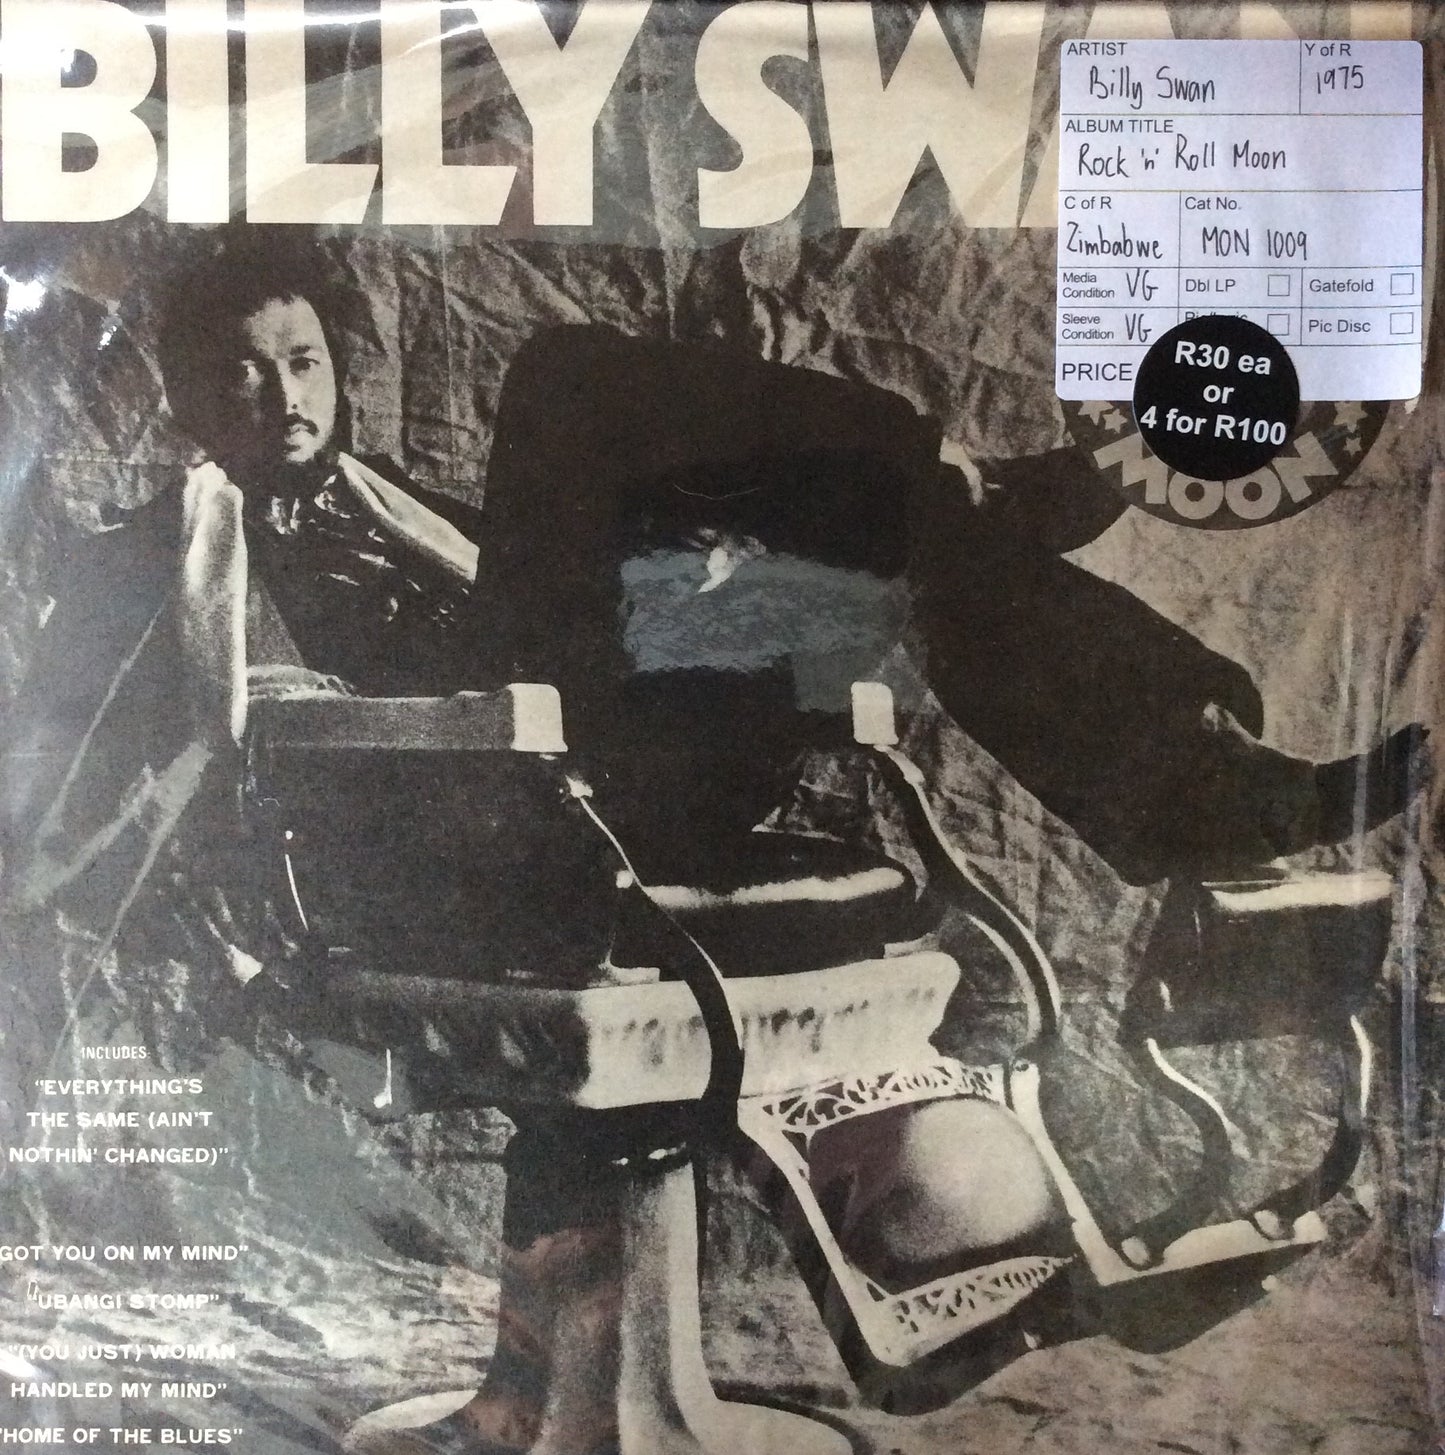 BILLY SWAN
ARTIST
Billy Swan
Y of R
1975
ALBUM TITLE
Rock 'n' Roll Moon
C of R
Zimbabwe
Cat No.
MON 1009
Media
Condition
VG
Dbl LP
Gatefold
Sleeve
Condition
VG
Pic Disc
PRICE
R30 ea
or
4 for R100
MOON
INCLUDES:
"EVERYTHING'S
THE SAME (AIN'T
NOTHIN' CHANGED)"
GOT YOU ON MY MIND"
"UBANGI STOMP"
"(YOU JUST) WOMAN
HANDLED MY MIND"
"HOME OF THE BLUES"